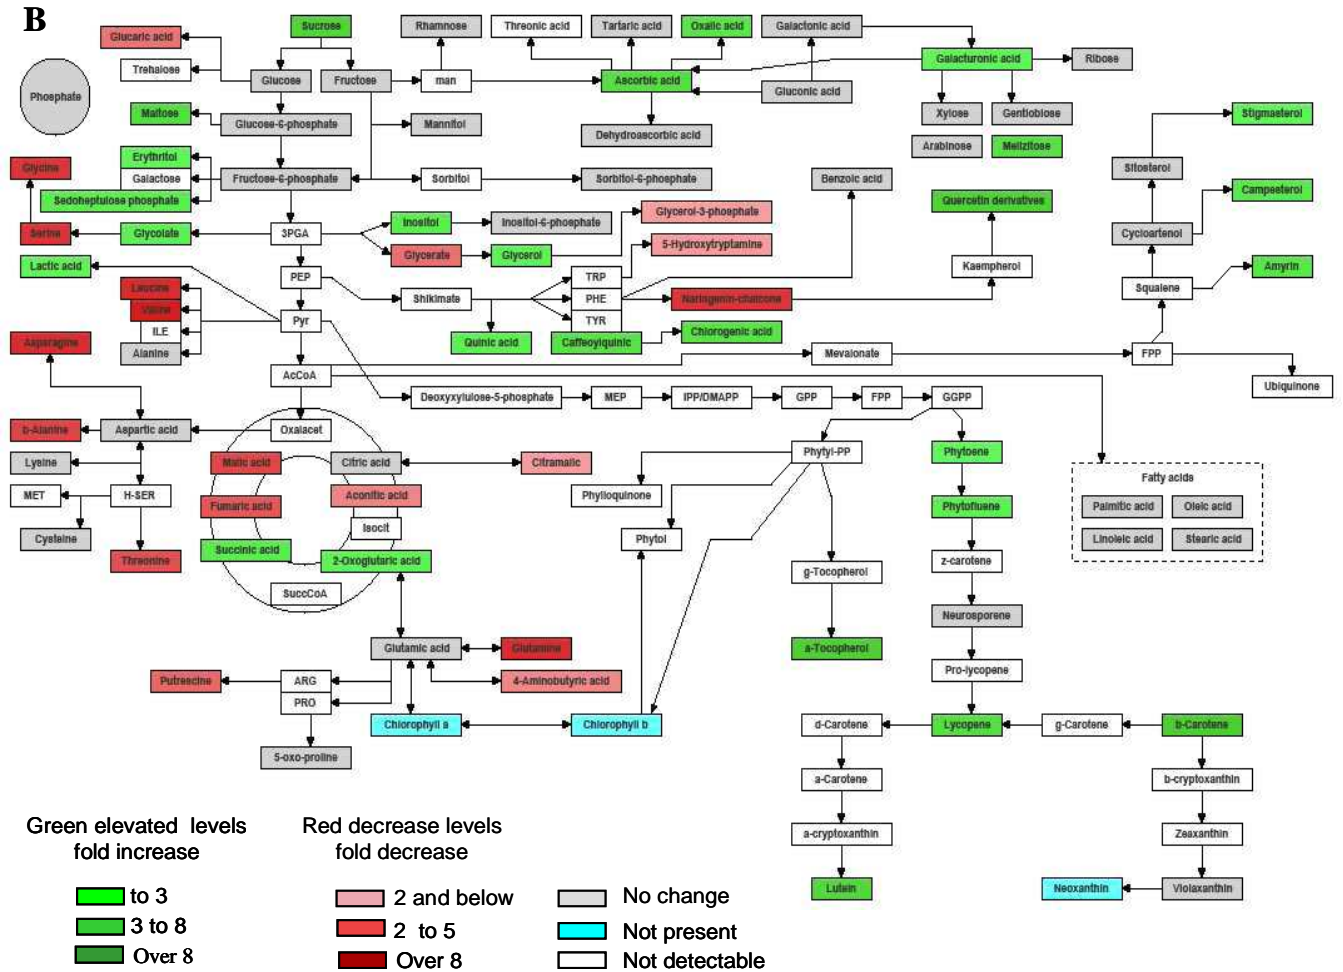 B
Sucrose
Rhamnose
Threonic acid
Tartaric acid
Oxalic acid
Galactonic acid
Glucaric acid
Trehalose
Glucose
Fructose
man
Ascorbic acid
Gluconic acid
Galacturonic acid
Ribose
Phosphate
Maltose
Glucose-6-phosphate
Mannitol
Dehydroascorbic acid
Xylose
Gentiobiose
Arabinose
Melizitose
Stigmasterol
Erythritol
Galactose
Sedoheptulose phosphate
Glycine
Fructose-6-phosphate
Sorbitol
Sorbitol-6-phosphate
Benzoic acid
Quercetin derivatives
Sitosterol
Campesterol
Serine
Glycolate
3PGA
Inositol
Inositol-6-phosphate
Glycerol-3-phosphate
Cycloartenol
Glycerate
Glycerol
5-Hydroxytryptamine
Lactic acid
PEP
TRP
Kaempherol
Amyrin
Leucine
Shikimate
PHE
Naringenin-chalcone
Squalene
Valine
Pyr
TYR
ILE
Alanine
Asparagine
Quinic acid
Caffeoylquinic
Chlorogenic acid
Mevalonate
FPP
AcCoA
Ubiquinone
Deoxyxylulose-5-phosphate
MEP
IPP/DMAPP
GPP
FPP
GGPP
b-Alanine
Aspartic acid
Oxalacet
Lysine
Malic acid
Citric acid
Citramalic
Phytyl-PP
Phytoene
Fatty acids
MET
H-SER
Fumaric acid
Aconitic acid
Phylloquinone
Phytofluene
Palmitic acid
Oleic acid
Isocit
Cysteine
Succinic acid
2-Oxoglutaric acid
Phytol
Linoleic acid
Stearic acid
Threonine
z-carotene
g-Tocopherol
SuccCoA
Neurosporene
Glutamic acid
Glutamine
a-Tocopherol
Putrescine
ARG
4-Aminobutyric acid
Pro-lycopene
PRO
Chlorophyll a
Chlorophyll b
d-Carotene
Lycopene
g-Carotene
b-Carotene
5-oxo-proline
a-Carotene
b-cryptoxanthin
a-cryptoxanthin
Zeaxanthin
Lutein
Neoxanthin
Violaxanthin
Green elevated levels
fold increase
to 3
3 to 8
Over 8
Red decrease levels
fold decrease
2 and below
2 to 5
Over 8
No change
Not present
Not detectable